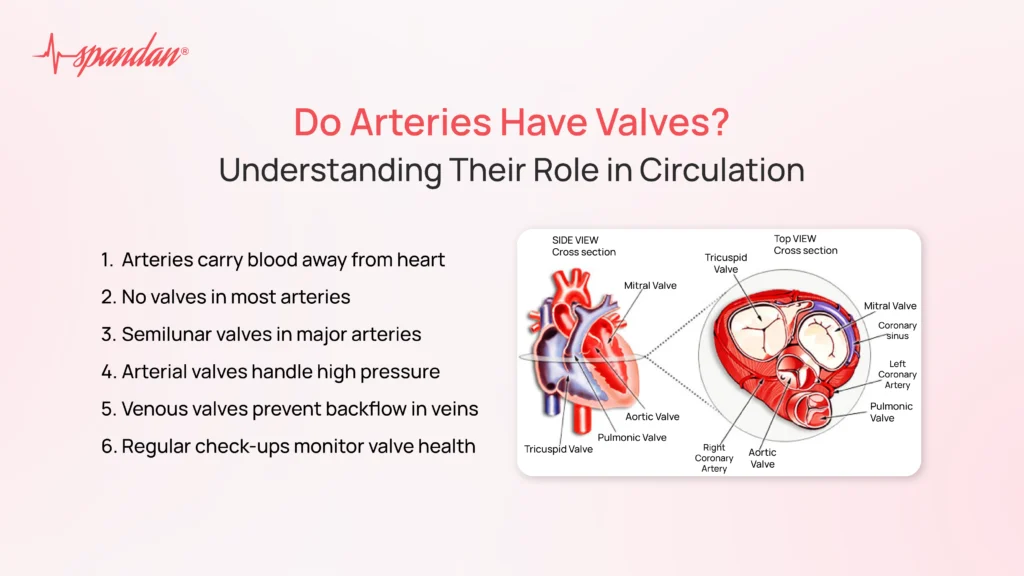 spandan®
Do Arteries Have Valves?
Understanding Their Role in Circulation
1. Arteries carry blood away from heart
2. No valves in most arteries
3. Semilunar valves in major arteries
4. Arterial valves handle high pressure
5. Venous valves prevent backflow in veins
6. Regular check-ups monitor valve health
SIDE VIEW
Cross section
Mitral Valve
Aortic Valve
Pulmonic Valve
Tricuspid Valve
Top VIEW
Cross section
Tricuspid
Valve
Mitral Valve
Coronary
sinus
Left
Coronary
Artery
Pulmonic
Valve
Right
Coronary
Artery
Aortic
Valve